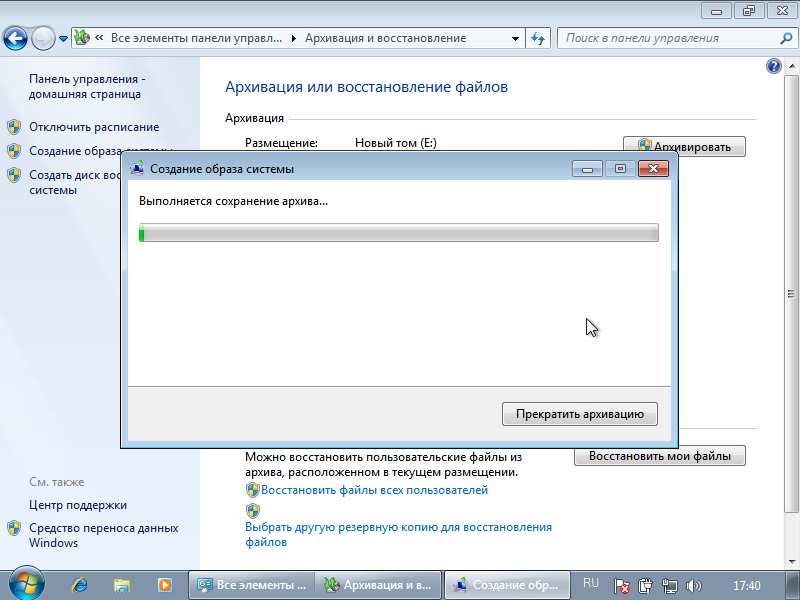 Все элементы панели управл... Архивация и восстановление
Поиск в панели управления
Панель управления -
домашняя страница
Отключить расписание
Создание образа системы
Создать диск вос
системы
Архивация или восстановление файлов
Архивация
Размещение: Новый том (E:)
Архивировать
Создание образа системы
Выполняется сохранение архива...
Прекратить архивацию
Можно восстановить пользовательские файлы из
архива, расположенном в текущем размещении.
Восстановить мои файлы
Восстановить файлы всех пользователей
Выбрать другую резервную копию для восстановления
файлов
См. также
Центр поддержки
Средство переноса данных
Windows
Все элементы ...
Архивация и в...
Создание обр...
RU
17:40